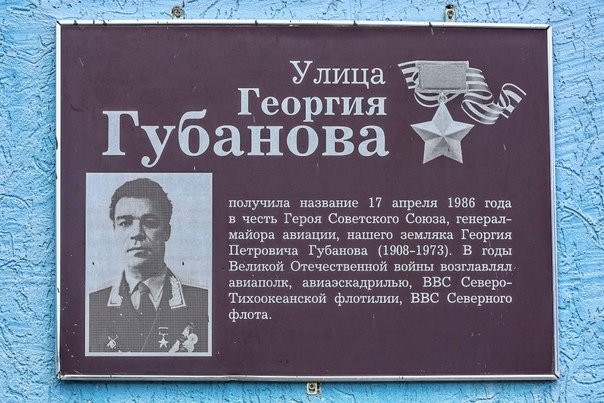 Улица
Георгия
Губанова
получила название 17 апреля 1986 года
в честь Героя Советского Союза, генерал-
майора авиации, нашего земляка Георгия
Петровича Губанова (1908-1973). В годы
Великой Отечественной войны возглавлял
авиаполк, авиаэскадрилью, ВВС Северо-
Тихоокеанской флотилии, ВВС Северного
флота.